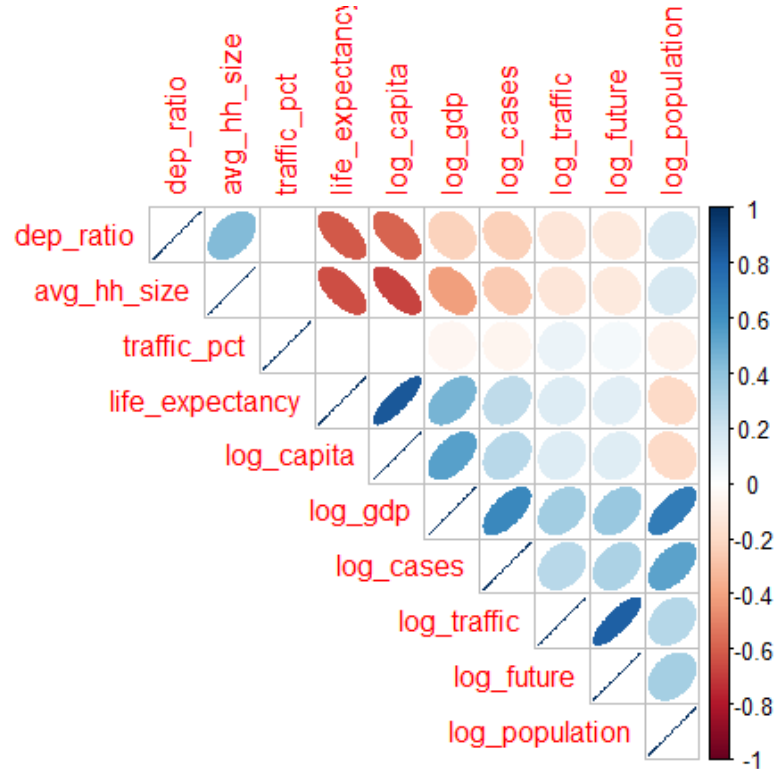 dep_ratio
avg_hh_size
traffic_pct
life_expectancy
log_capita
log_gdp
log_cases
log_traffic
log_future
log_population
dep_ratio
avg_hh_size
traffic_pct
life_expectancy
log_capita
log_gdp
log_cases
log_traffic
log_future
log_population
1
0.8
0.6
0.4
0.2
0
-0.2
-0.4
-0.6
-0.8
-1